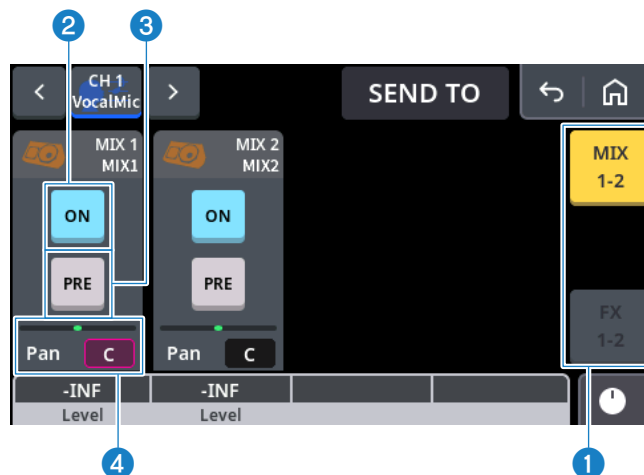 2
3
CH 1
VocalMic
SEND TO
MIX 1
MIX1
MIX 2
MIX2
MIX
1-2
ON
ON
PRE
PRE
FX
1-2
Pan
C
Pan
C
-INF
-INF
Level
Level
4
1